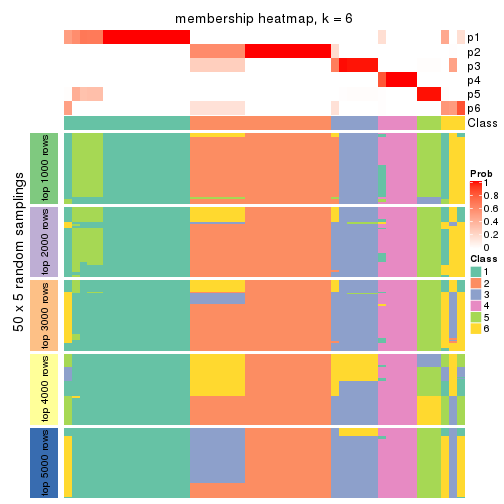 membership heatmap, k = 6
p1
p2
p3
p4
p5
p6
Class
50 x 5 random samplings
top 1000 rows
top 2000 rows
top 3000 rows
top 4000 rows
top 5000 rows
Prob
1
0.8
0.6
0.4
0.2
0
Class
1
2
3
4
5
6